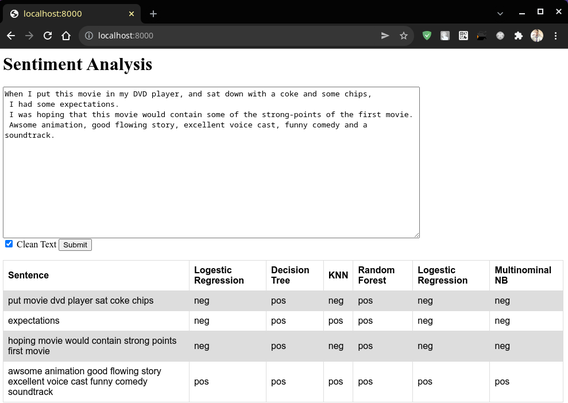 localhost:8000
localhost:8000
Sentiment Analysis
When I put this movie in my DVD player, and sat down with a coke and some chips,
I had some expectations.
I was hoping that this movie would contain some of the strong-points of the first movie.
Awsome animation, good flowing story, excellent voice cast, funny comedy and a
soundtrack.
Clean Text Submit
Sentence Logestic Regression Decision Tree KNN Random Forest Logestic Regression Multinominal NB
put movie dvd player sat coke chips neg pos neg pos neg neg
expectations neg pos pos pos neg neg
hoping movie would contain strong points
first movie neg pos neg pos neg neg
awsome animation good flowing story
excellent voice cast funny comedy
soundtrack pos pos pos pos pos pos